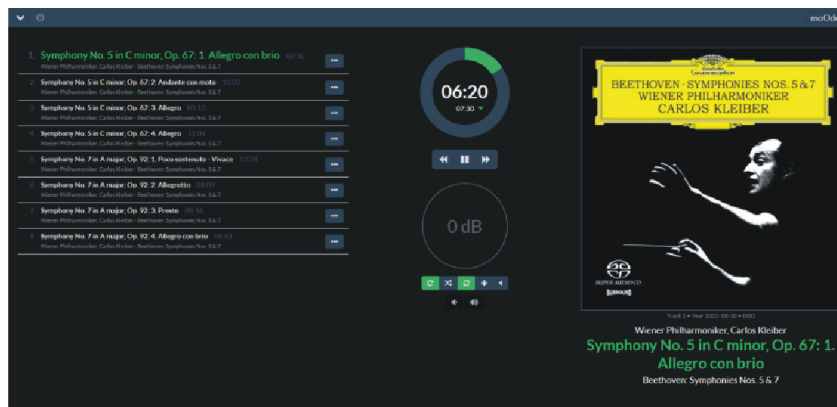 moOde
1. Symphony No. 5 in C minor, Op. 67: 1. Allegro con brio 07:30
Wiener Philharmoniker, Carlos Kleiber - Beethoven: Symphonies Nos. 5 & 7
2. Symphony No. 5 in C minor, Op. 67: 2. Andante con moto
Wiener Philharmoniker, Carlos Kleiber - Beethoven: Symphonies Nos. 5 & 7
3. Symphony No. 5 in C minor, Op. 67: 3. Allegro 05:10
Wiener Philharmoniker, Carlos Kleiber - Beethoven: Symphonies Nos. 5 & 7
4. Symphony No. 5 in C minor, Op. 67: 4. Allegro
Wiener Philharmoniker, Carlos Kleiber - Beethoven: Symphonies Nos. 5 & 7
5. Symphony No. 7 in A major, Op. 92: 1. Poco sostenuto - Vivace
Wiener Philharmoniker, Carlos Kleiber - Beethoven: Symphonies Nos. 5 & 7
6. Symphony No. 7 in A major, Op. 92: 2. Allegretto
Wiener Philharmoniker, Carlos Kleiber - Beethoven: Symphonies Nos. 5 & 7
7. Symphony No. 7 in A major, Op. 92: 3. Presto
Wiener Philharmoniker, Carlos Kleiber - Beethoven: Symphonies Nos. 5 & 7
8. Symphony No. 7 in A major, Op. 92: 4. Allegro con brio
Wiener Philharmoniker, Carlos Kleiber - Beethoven: Symphonies Nos. 5 & 7
06:20
07:30
0 dB
Deutsche
Grammophon
BEETHOVEN · SYMPHONIES NOS. 5 & 7
WIENER PHILHARMONIKER
CARLOS KLEIBER
SUPER AUDIO CD
SURROUND
Track 1 • Year
Wiener Philharmoniker, Carlos Kleiber
Symphony No. 5 in C minor, Op. 67: 1.
Allegro con brio
Beethoven: Symphonies Nos. 5 & 7